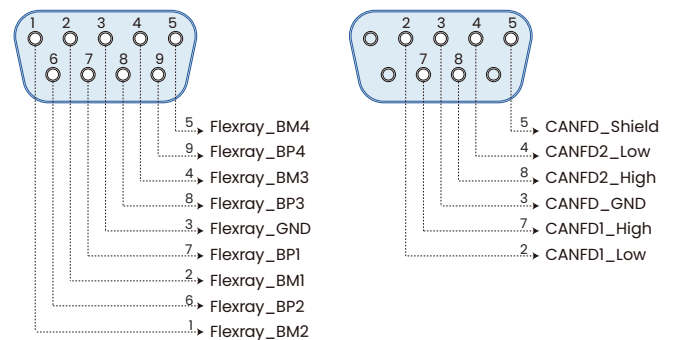 1 2 3 4 5
6 7 8 9
5 Flexray_BM4
9 Flexray_BP4
4 Flexray_BM3
8 Flexray_BP3
3 Flexray_GND
7 Flexray_BP1
2 Flexray_BM1
6 Flexray_BP2
1 Flexray_BM2
2 3 4 5
7 8
5 CANFD_Shield
4 CANFD2_Low
8 CANFD2_High
3 CANFD_GND
7 CANFD1_High
2 CANFD1_Low